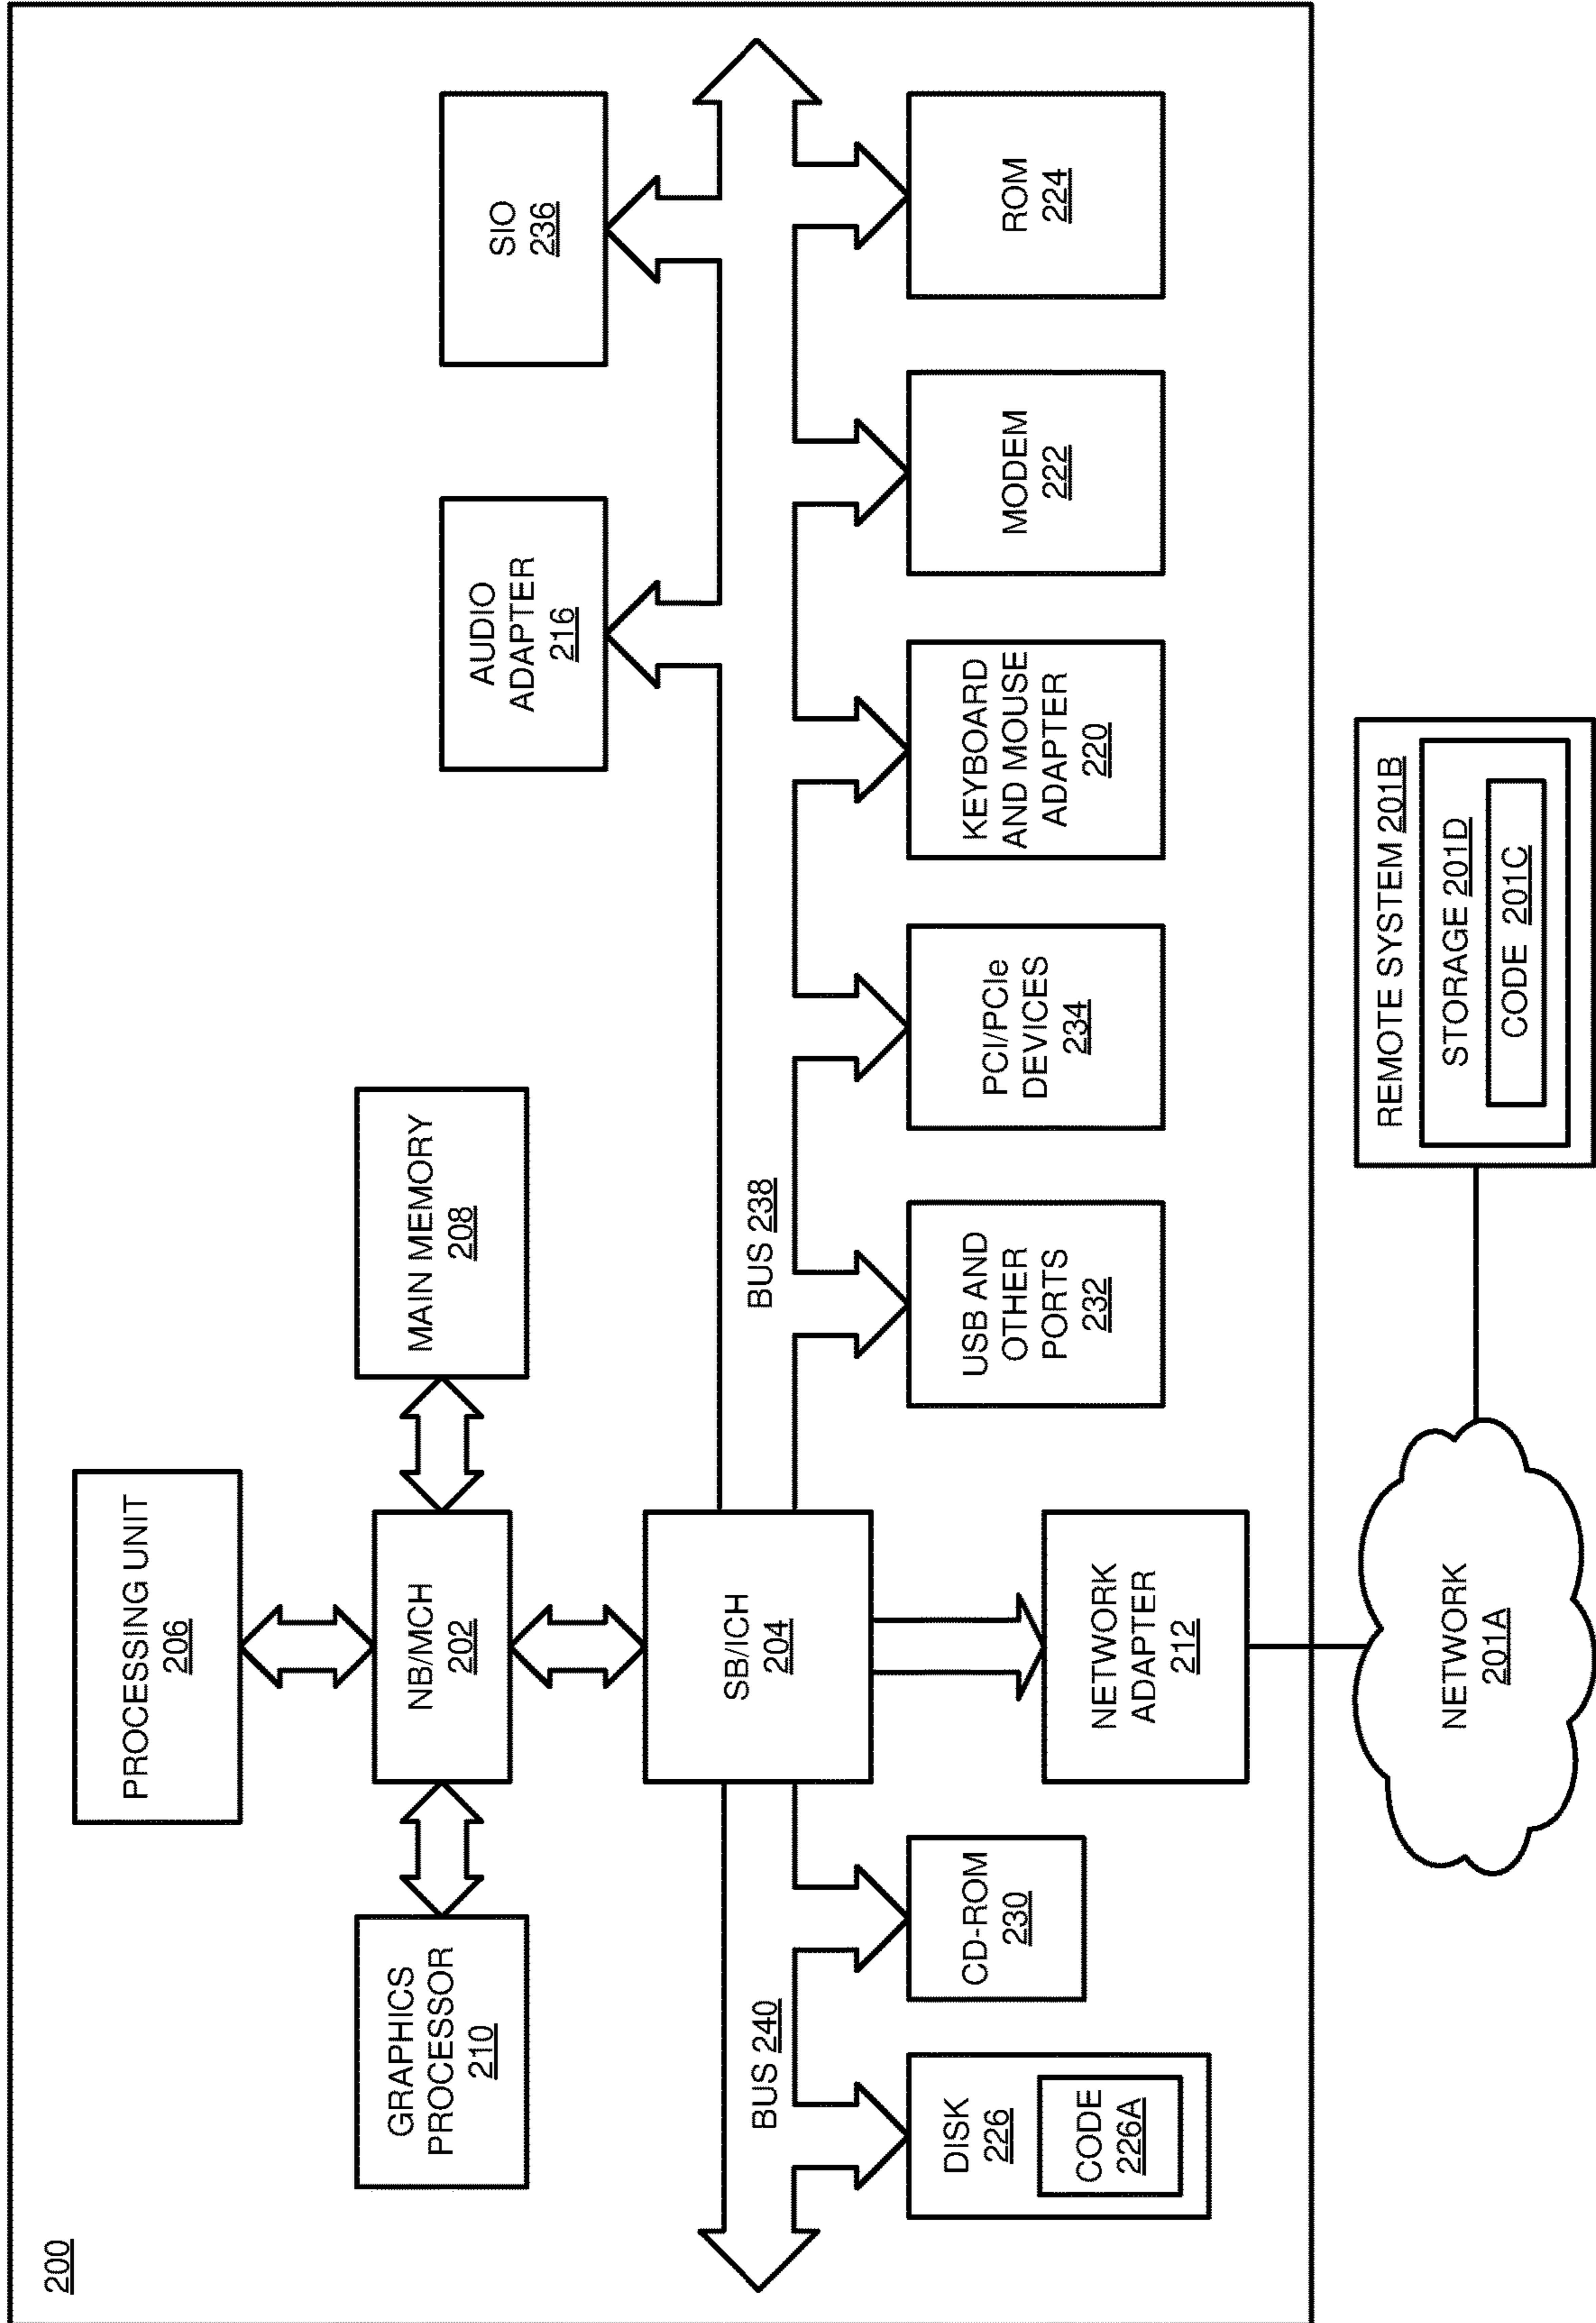 200
PROCESSING UNIT
206
GRAPHICS
PROCESSOR
210
NB/MCH
202
MAIN MEMORY
208
AUDIO
ADAPTER
216
SIO
236
SB/ICH
204
BUS 240
BUS 238
DISK
226
CODE
226A
CD-ROM
230
USB AND
OTHER
PORTS
232
PCI/PCIe
DEVICES
234
KEYBOARD
AND MOUSE
ADAPTER
220
MODEM
222
ROM
224
NETWORK
ADAPTER
212
NETWORK
201A
REMOTE SYSTEM 201B
STORAGE 201D
CODE 201C